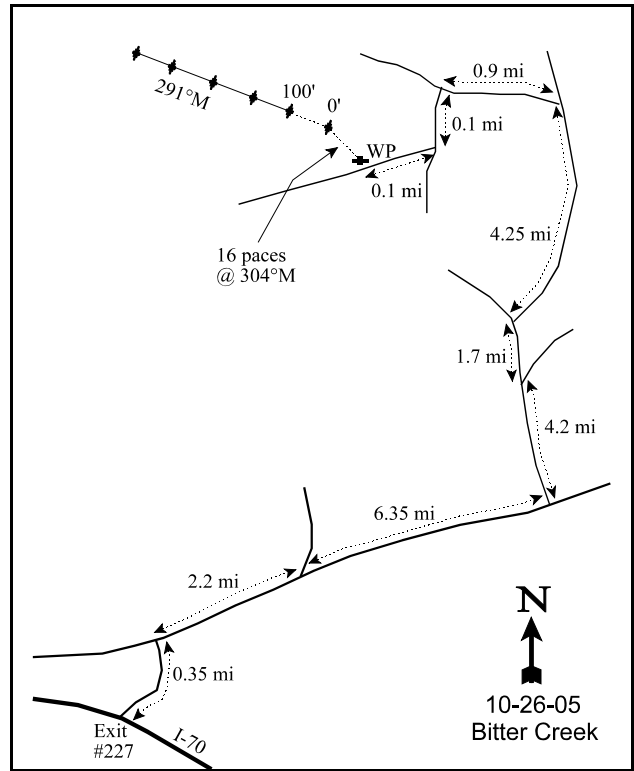 0.9 mi
291°M
100'
0'
WP
0.1 mi
0.1 mi
4.25 mi
16 paces
@ 304°M
1.7 mi
4.2 mi
6.35 mi
2.2 mi
0.35 mi
N
10-26-05
Bitter Creek
Exit
#227
I-70